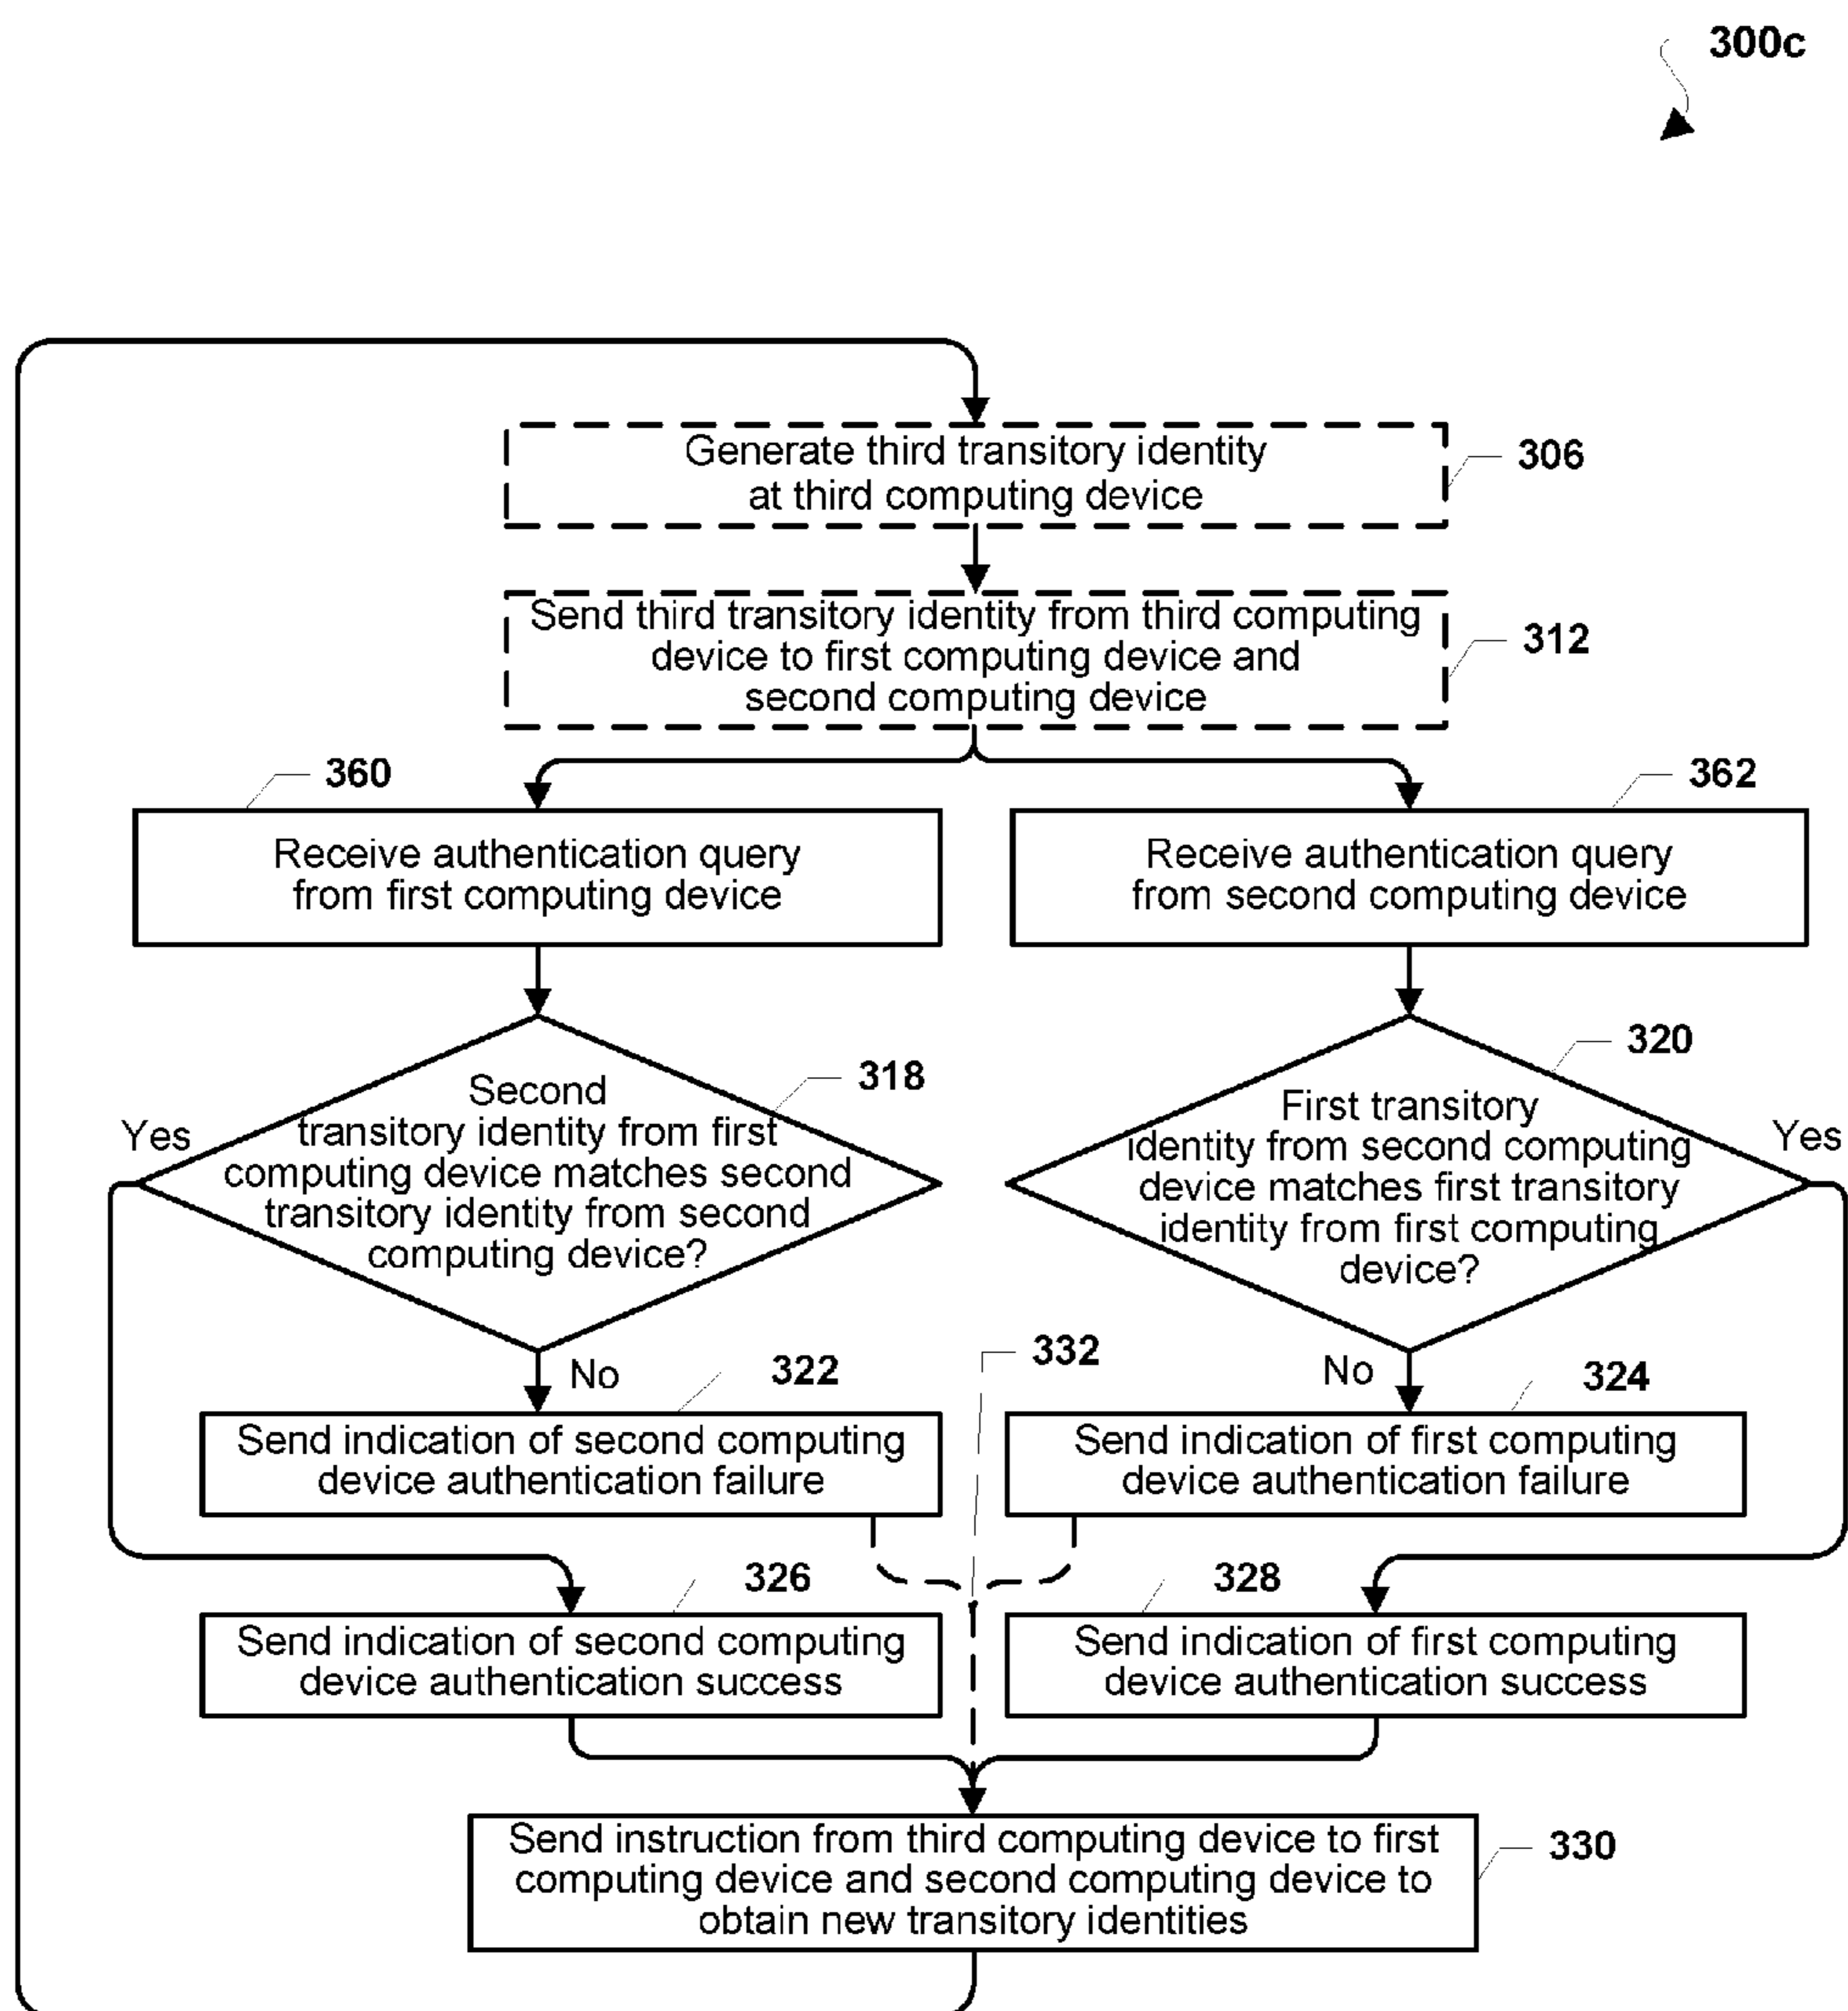 300c
Generate third transitory identity
at third computing device
306
Send third transitory identity from third computing
device to first computing device and
second computing device
312
360
Receive authentication query
from first computing device
362
Receive authentication query
from second computing device
318
Second
transitory identity from first
computing device matches second
transitory identity from second
computing device?
Yes
No
320
First transitory
identity from second computing
device matches first transitory
identity from first computing
device?
Yes
No
332
322
Send indication of second computing
device authentication failure
324
Send indication of first computing
device authentication failure
326
Send indication of second computing
device authentication success
328
Send indication of first computing
device authentication success
Send instruction from third computing device to first
computing device and second computing device to
obtain new transitory identities
330